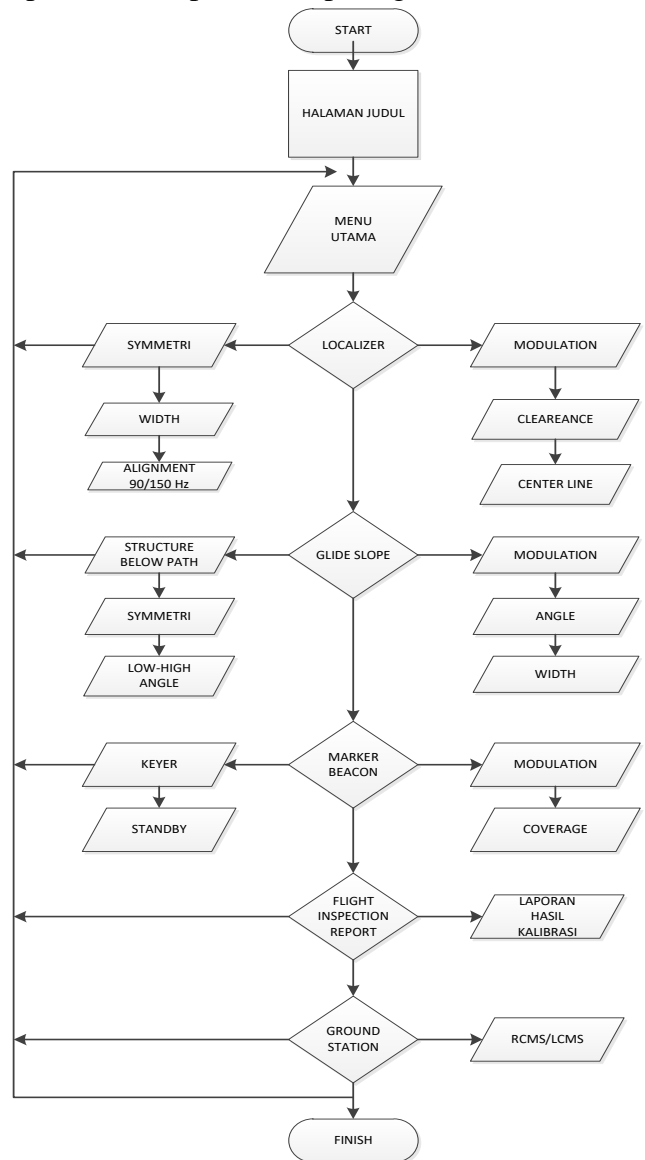 START
HALAMAN JUDUL
MENU
UTAMA
SYMMETRI
LOCALIZER
MODULATION
WIDTH
CLEAREANCE
ALIGNMENT
90/150 Hz
CENTER LINE
STRUCTURE
BELOW PATH
GLIDE SLOPE
MODULATION
SYMMETRI
ANGLE
LOW-HIGH
ANGLE
WIDTH
KEYER
MARKER
BEACON
MODULATION
STANDBY
COVERAGE
FLIGHT
INSPECTION
REPORT
LAPORAN
HASIL
KALIBRASI
GROUND
STATION
RCMS/LCMS
FINISH